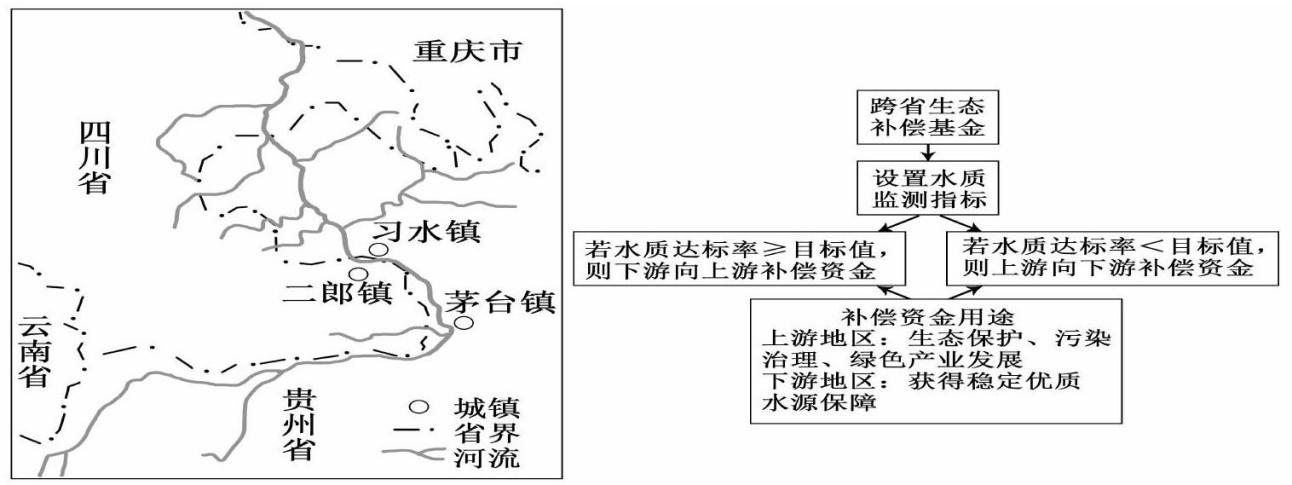 重庆市
四川省
习水镇
二郎镇
茅台镇
云南省
贵州省
城镇
省界
河流
跨省生态
补偿基金
设置水质
监测指标
若水质达标率≥目标值，
则下游向上游补偿资金
若水质达标率＜目标值，
则上游向下游补偿资金
补偿资金用途
上游地区：生态保护、污染
治理、绿色产业发展
下游地区：获得稳定优质
水源保障